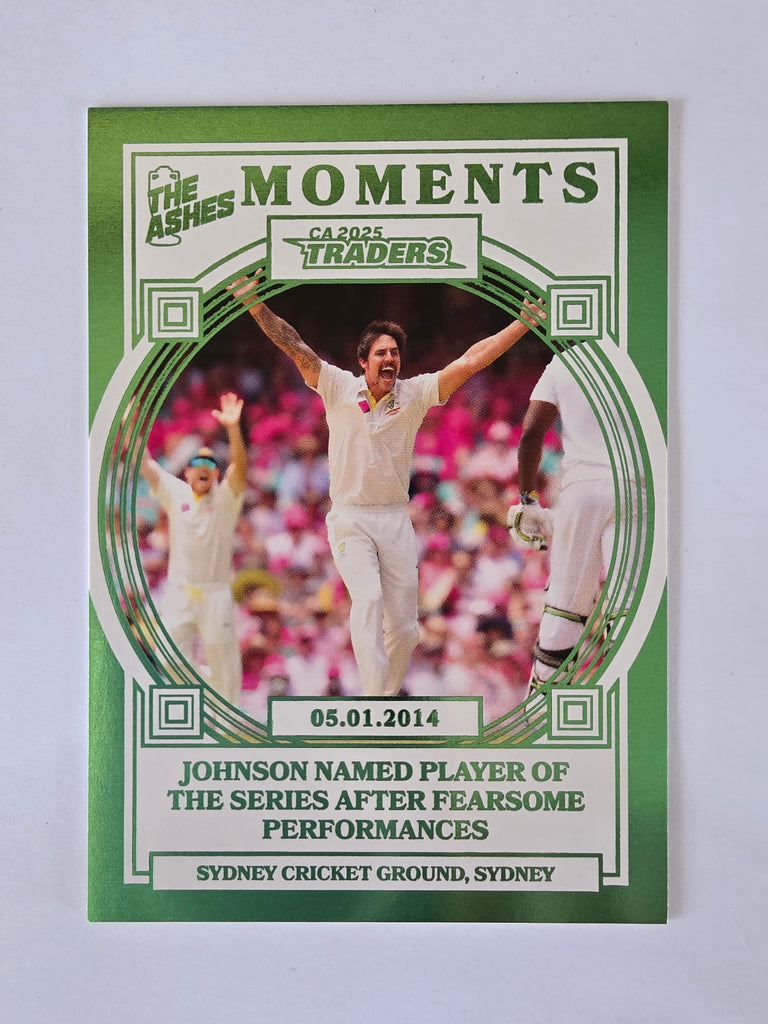 THE
ASHES
MOMENTS
CA 2025
TRADERS
05.01.2014
JOHNSON NAMED PLAYER OF
THE SERIES AFTER FEARSOME
PERFORMANCES
SYDNEY CRICKET GROUND, SYDNEY